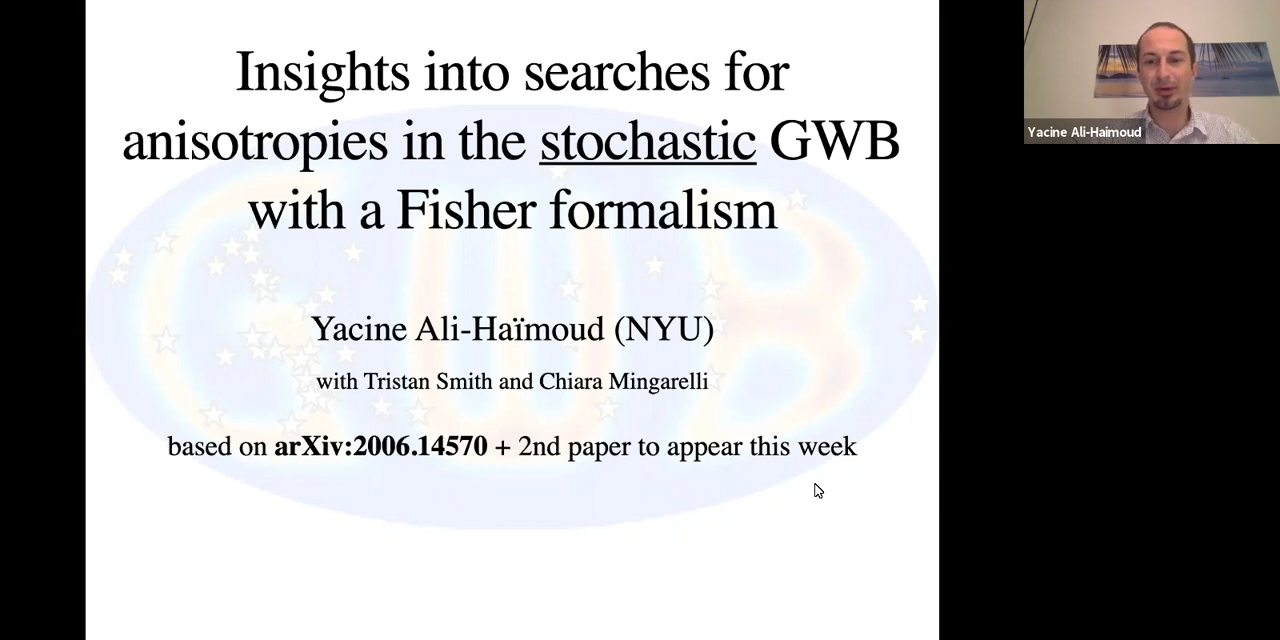 Insights into searches for
anisotropies in the stochastic GWB
with a Fisher formalism
Yacine Ali-Haïmoud (NYU)
with Tristan Smith and Chiara Mingarelli
based on arXiv:2006.14570 + 2nd paper to appear this week
Yacine Ali-Haimoud
GWB